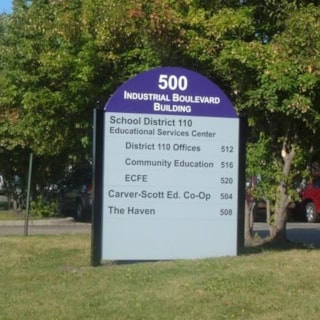 500
INDUSTRIAL BOULEVARD
BUILDING
School District 110
Educational Services Center
District 110 Offices 512
Community Education 516
ECFE 520
Carver-Scott Ed. Co-Op 504
The Haven 508